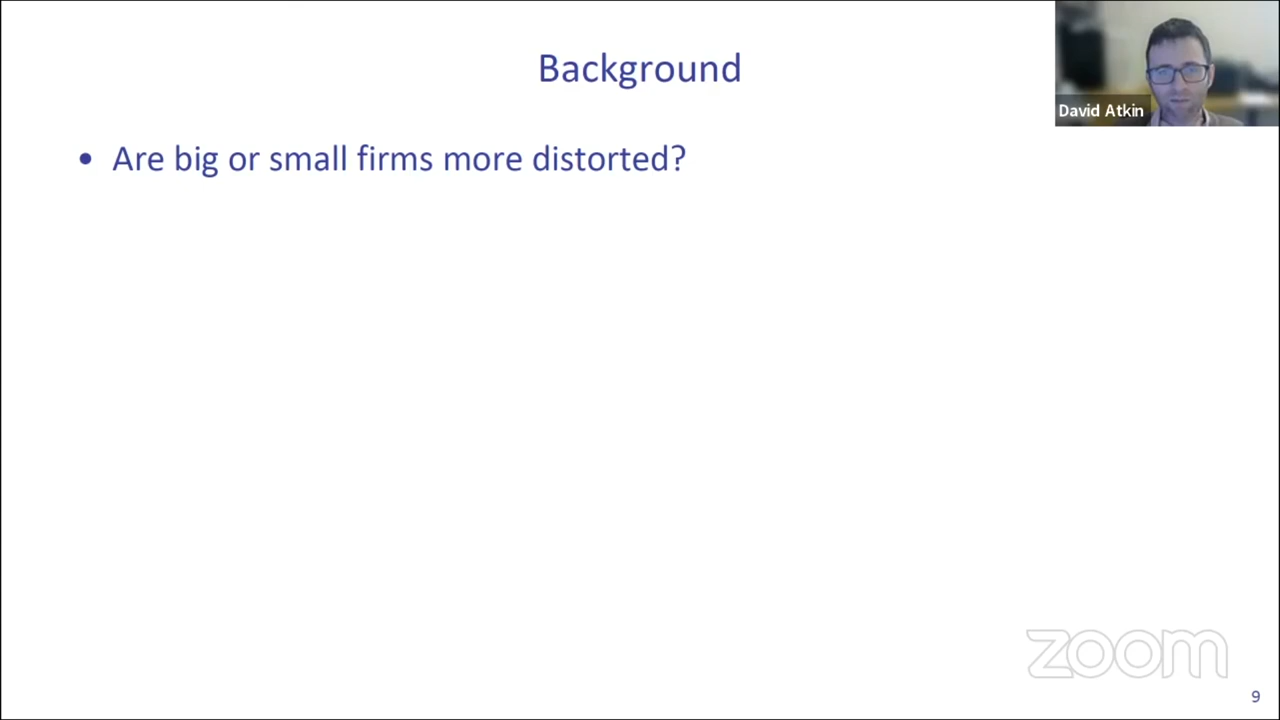 Background
David Atkin
• Are big or small firms more distorted?
zoom
9